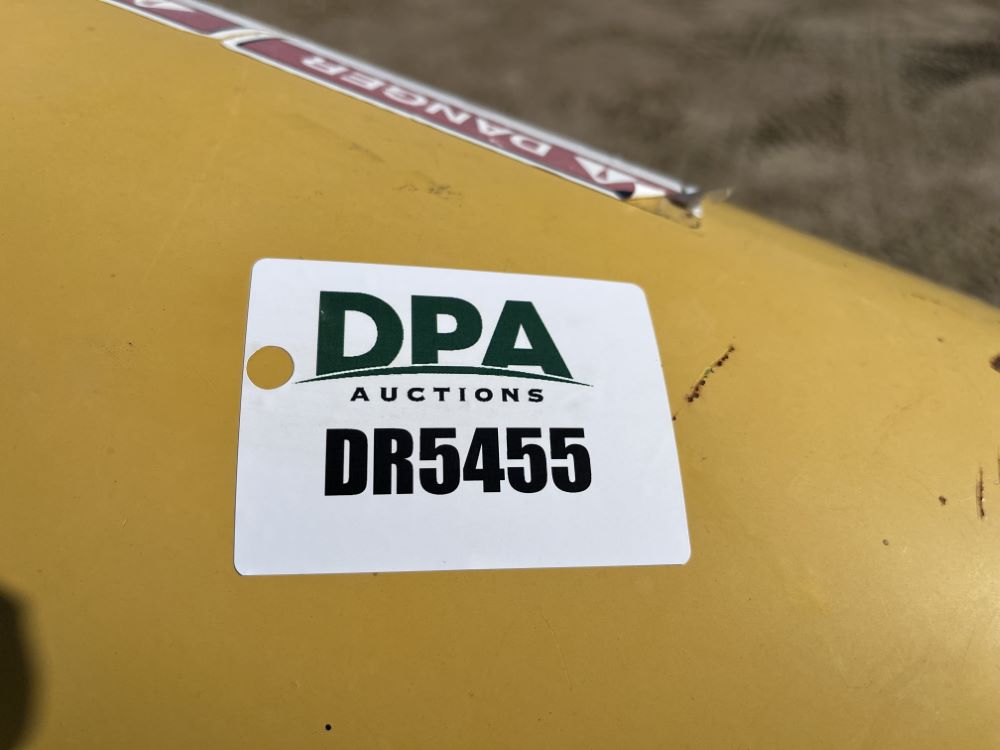 DANGER
DPA
AUCTIONS
DR5455